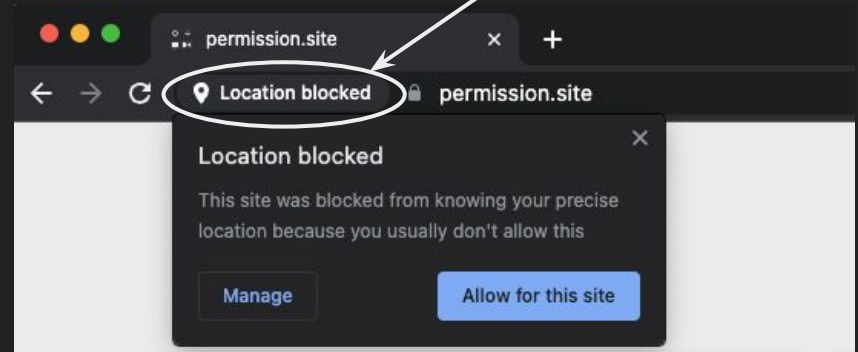 permission.site
Location blocked
permission.site
Location blocked
This site was blocked from knowing your precise
location because you usually don't allow this
Manage
Allow for this site